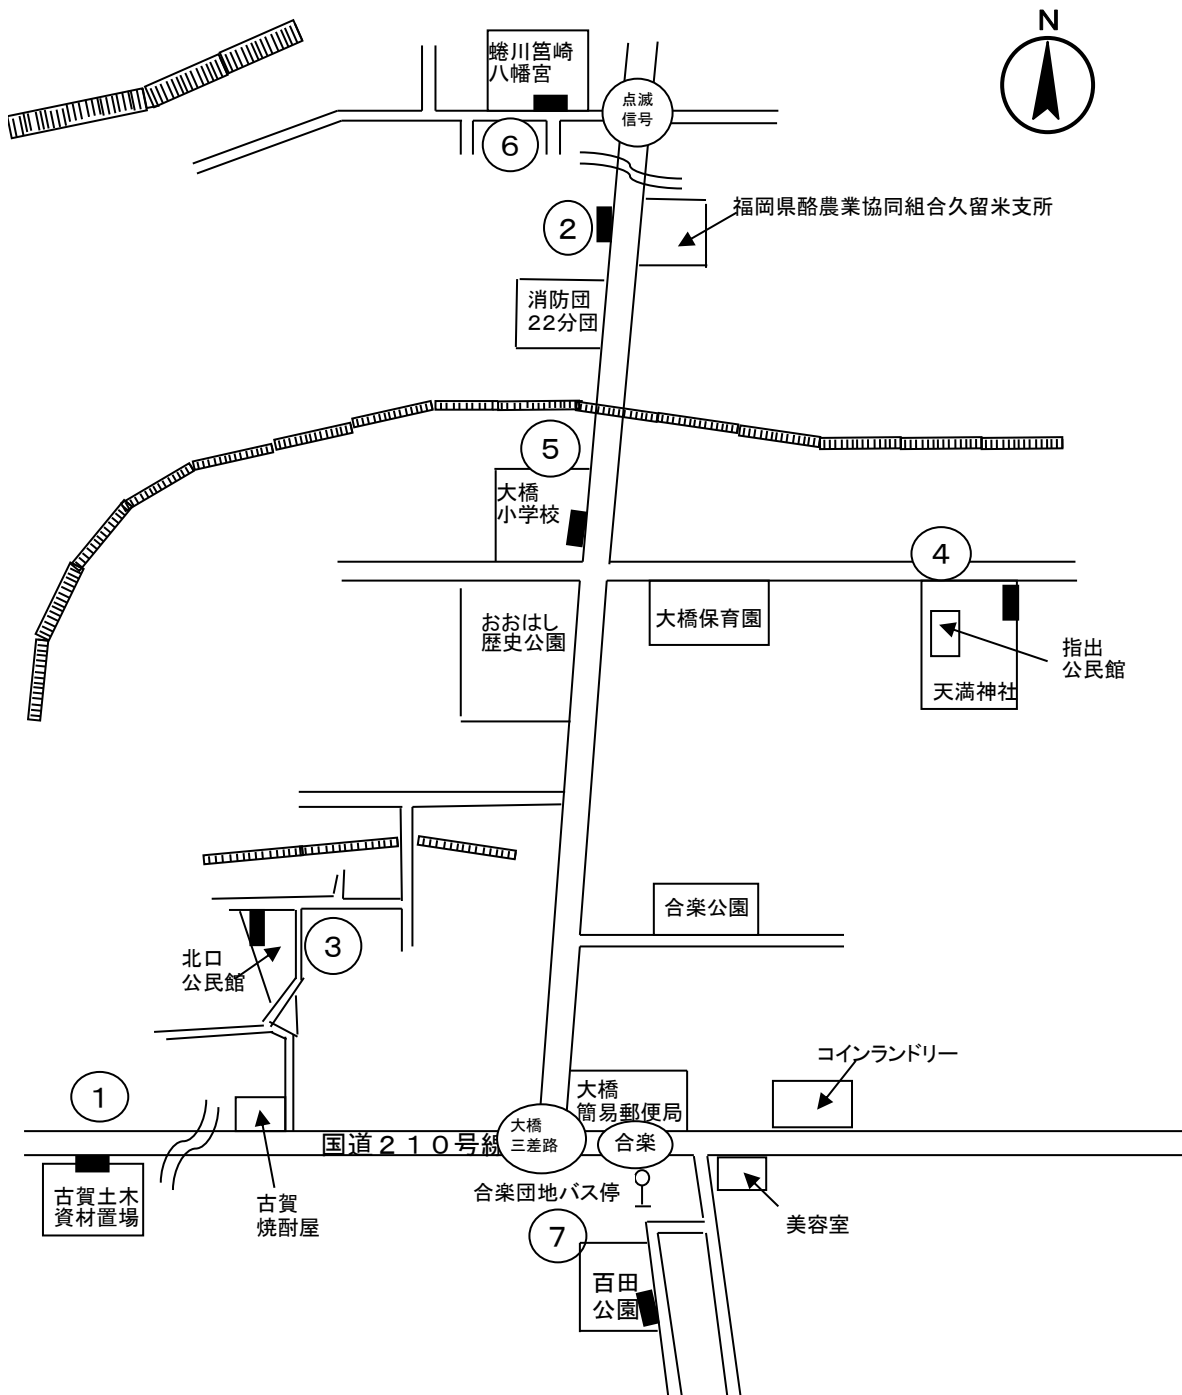 N
蜷川筥崎
八幡宮
点滅
信号
6
2
福岡県酪農業協同組合久留米支所
消防団
22分団
5
大橋
小学校
4
おおはし
歴史公園
大橋保育園
指出
公民館
天満神社
合楽公園
3
北口
公民館
コインランドリー
1
大橋
簡易郵便局
国道210号線
大橋
三差路
合楽
古賀土木
資材置場
古賀
焼酎屋
合楽団地バス停
美容室
7
百田
公園